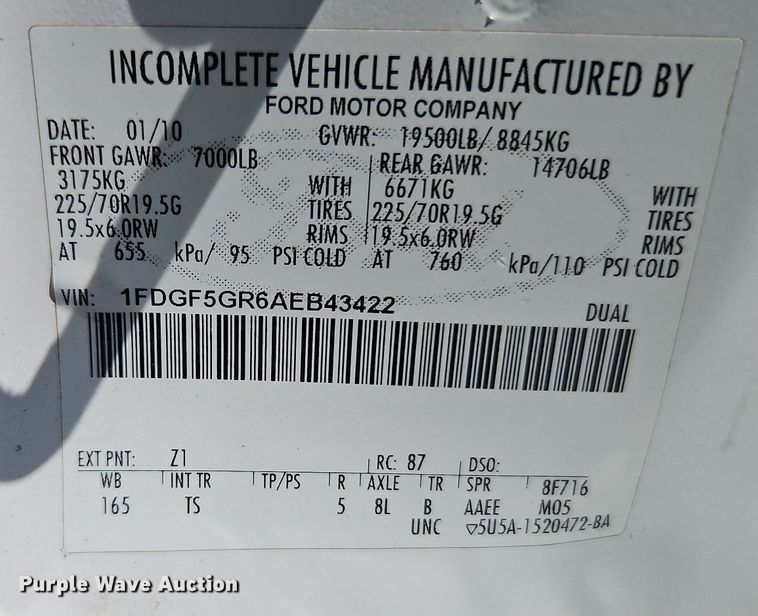 INCOMPLETE VEHICLE MANUFACTURED BY
FORD MOTOR COMPANY
DATE: 01/10 GVWR: 19500LB/ 8845KG
FRONT GAWR: 7000LB REAR GAWR: 14706LB
3175KG WITH 6671KG WITH
225/70R19.5G TIRES 225/70R19.5G TIRES
19.5x6.0RW RIMS 19.5x6.0RW RIMS
AT 655 kPa/ 95 PSI COLD AT 760 kPa/110 PSI COLD
VIN: 1FDGF5GR6AEB43422 DUAL
EXT PNT: Z1 RC: 87 DSO:
WB INT TR TP/PS R AXLE TR SPR 8F716
165 TS 5 8L B AAEE M05
UNC ▽5U5A-1520472-BA
Purple Wave Auction